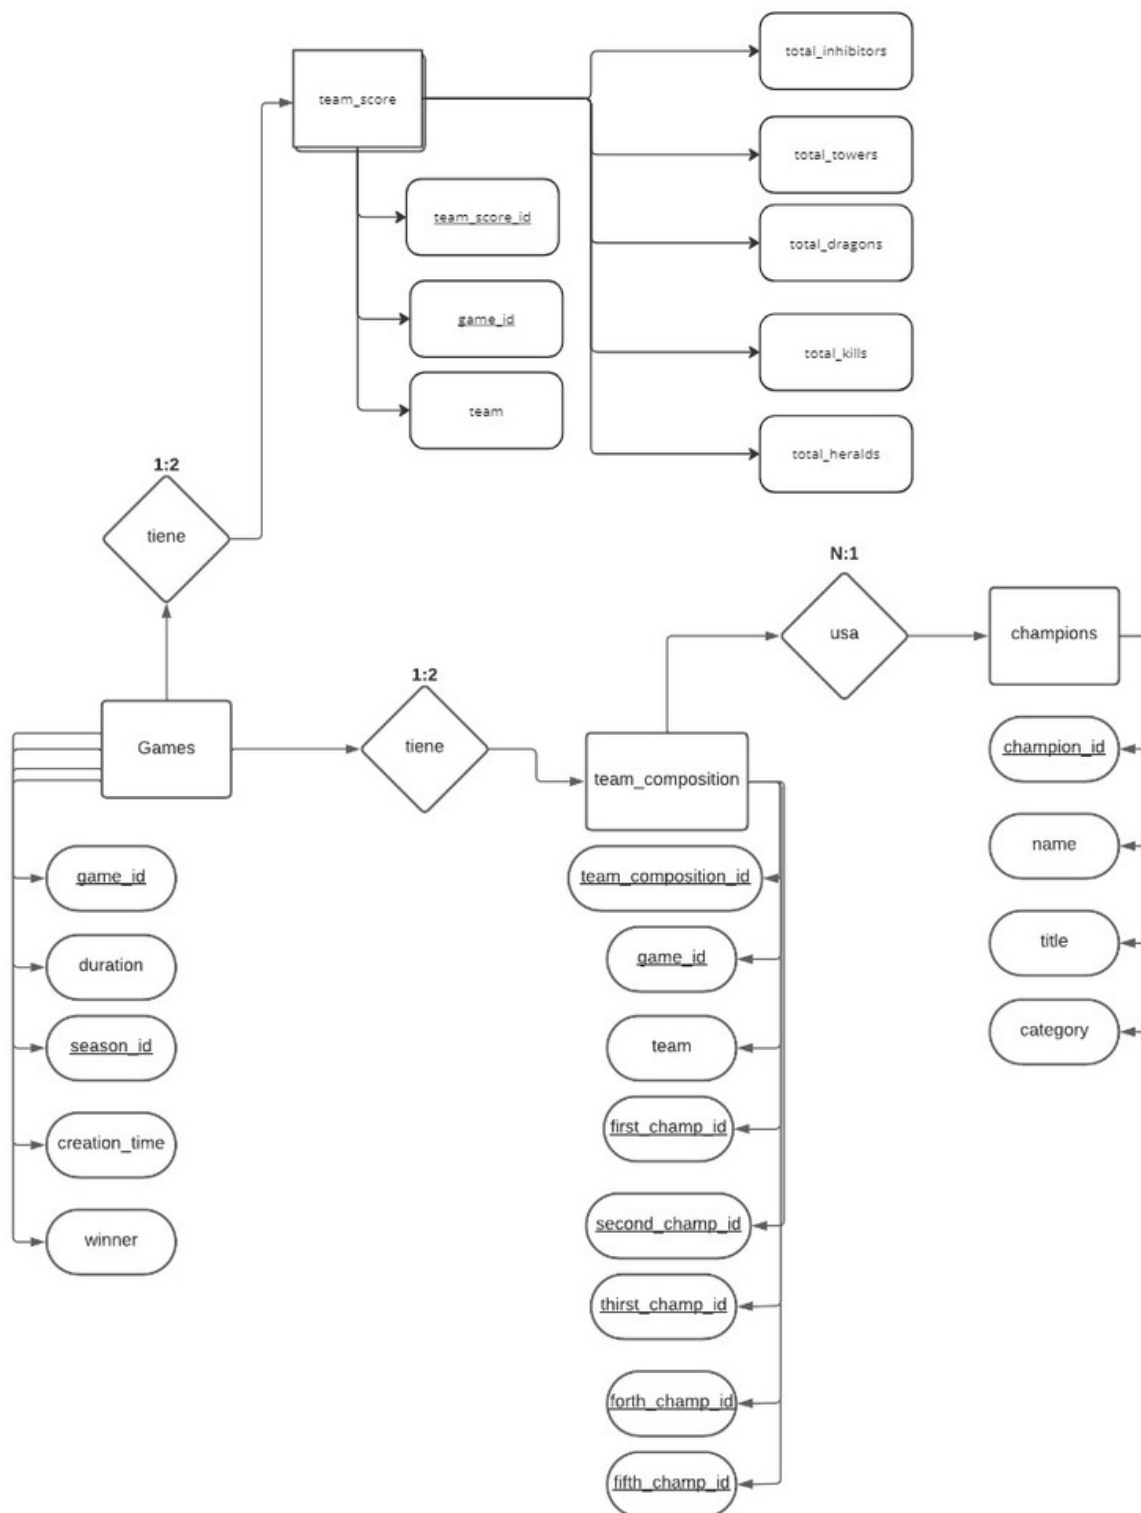 total_inhibitors
team_score
total_towers
team_score_id
total_dragons
game_id
total_kills
team
total_heralds
1:2
tiene
N:1
usa
champions
1:2
tiene
Games
team_composition
champion_id
name
title
category
game_id
duration
season_id
creation_time
winner
team_composition_id
game_id
team
first_champ_id
second_champ_id
thirst_champ_id
forth_champ_id
fifth_champ_id